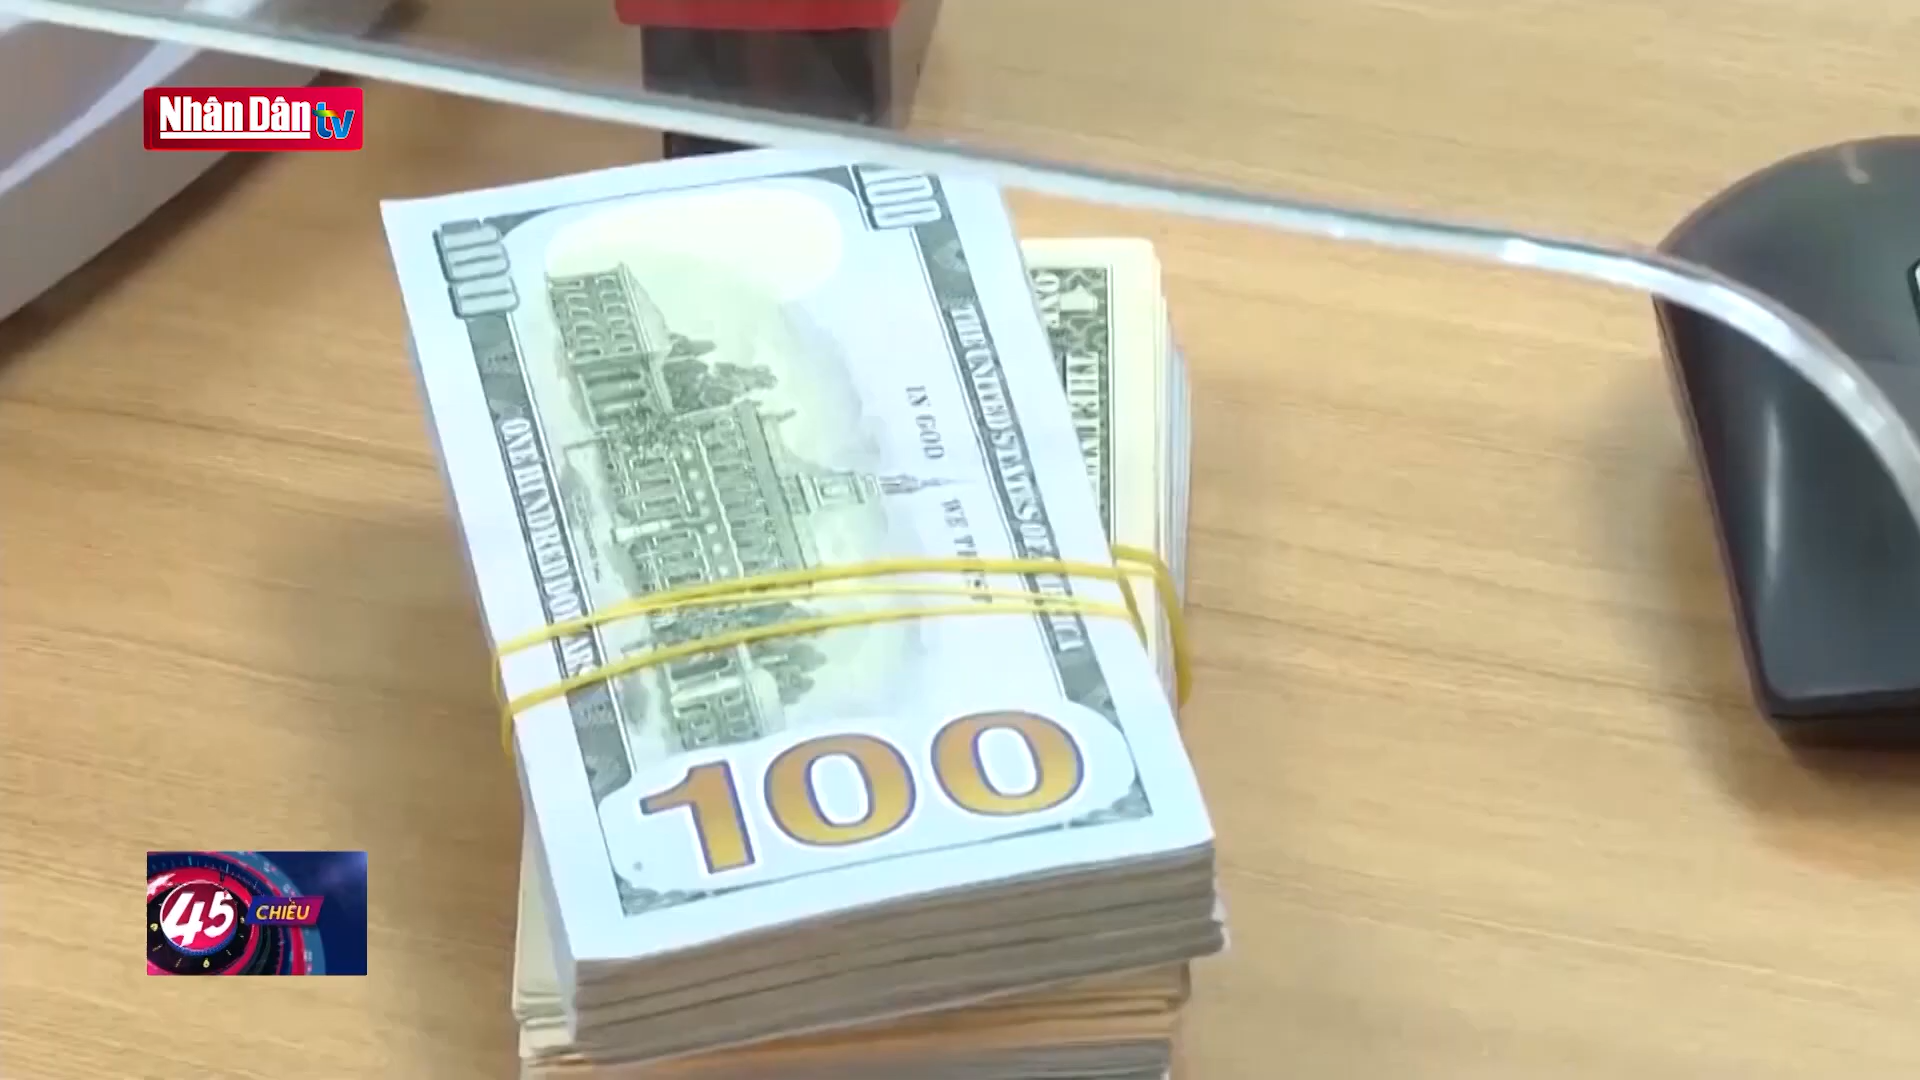 Nhân Dân tv
100
100
THE UNITED STATES OF AMERICA
IN GOD WE TRUST
ONE HUNDRED DOLLARS
100
45
CHIỀU